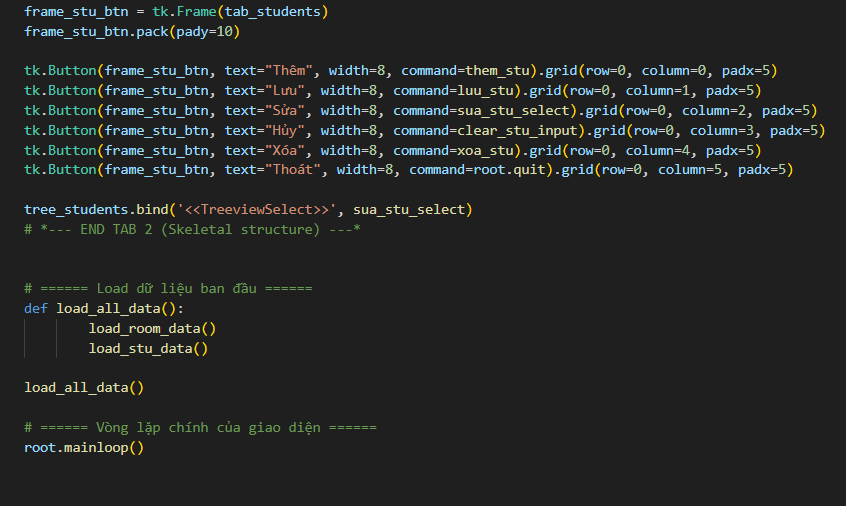 frame_stu_btn = tk.Frame(tab_students)
frame_stu_btn.pack(pady=10)

tk.Button(frame_stu_btn, text="Thêm", width=8, command=them_stu).grid(row=0, column=0, padx=5)
tk.Button(frame_stu_btn, text="Lưu", width=8, command=luu_stu).grid(row=0, column=1, padx=5)
tk.Button(frame_stu_btn, text="Sửa", width=8, command=sua_stu_select).grid(row=0, column=2, padx=5)
tk.Button(frame_stu_btn, text="Hủy", width=8, command=clear_stu_input).grid(row=0, column=3, padx=5)
tk.Button(frame_stu_btn, text="Xóa", width=8, command=xoa_stu).grid(row=0, column=4, padx=5)
tk.Button(frame_stu_btn, text="Thoát", width=8, command=root.quit).grid(row=0, column=5, padx=5)

tree_students.bind('<<TreeviewSelect>>', sua_stu_select)
# *--- END TAB 2 (Skeletal structure) ---*


# ====== Load dữ liệu ban đầu ======
def load_all_data():
        load_room_data()
        load_stu_data()

load_all_data()

# ====== Vòng lặp chính của giao diện ======
root.mainloop()